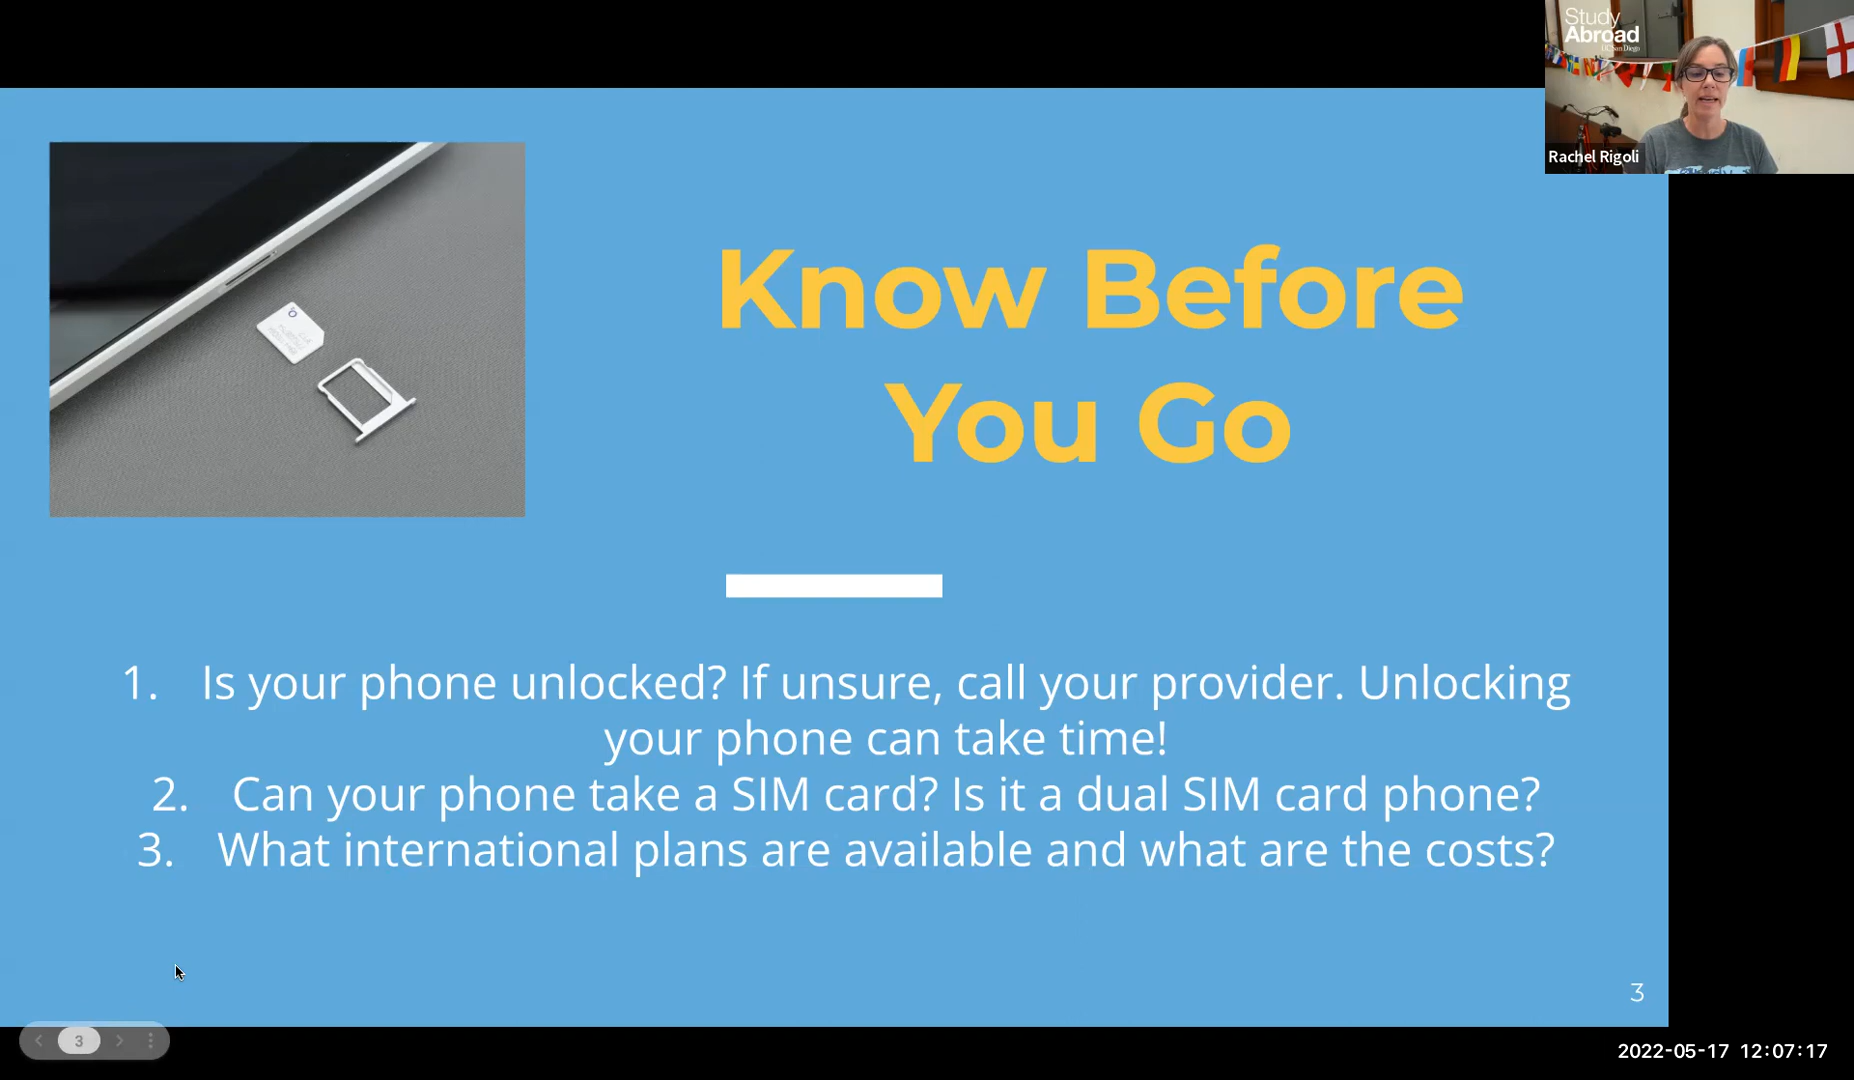 Study
Abroad
UC San Diego
Rachel Rigoli
Know Before
You Go
1. Is your phone unlocked? If unsure, call your provider. Unlocking
your phone can take time!
2. Can your phone take a SIM card? Is it a dual SIM card phone?
3. What international plans are available and what are the costs?
3
3
2022-05-17 12:07:17